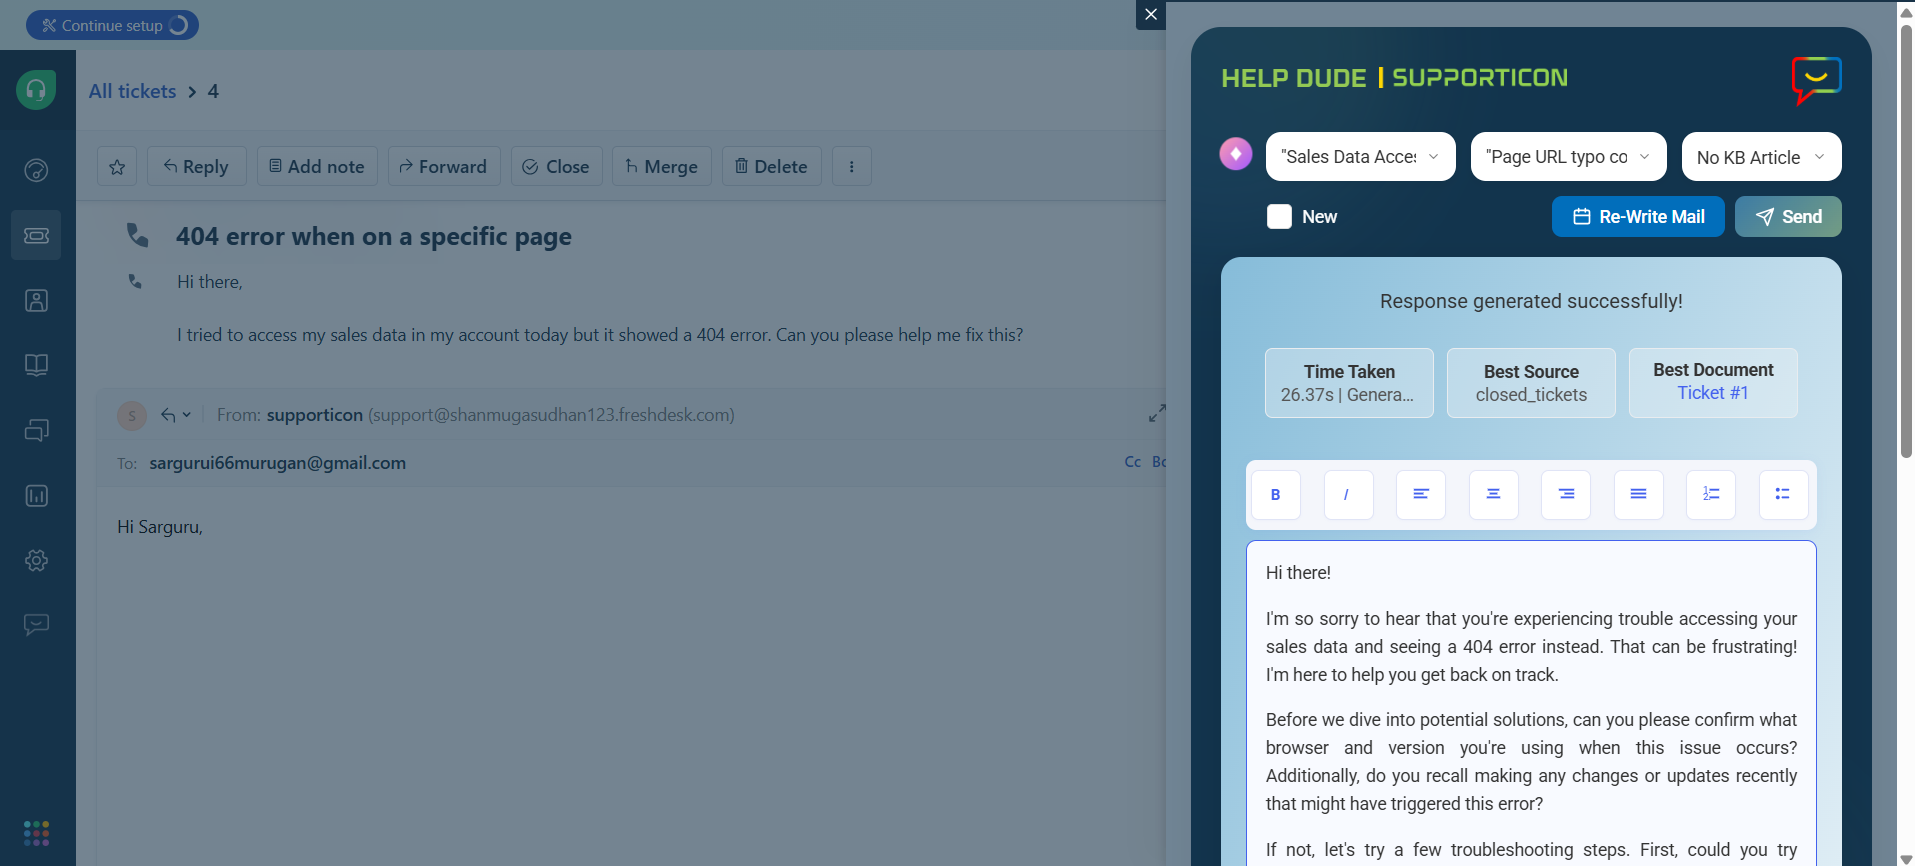 Continue setup
All tickets > 4
Reply
Add note
Forward
Close
Merge
Delete
404 error when on a specific page
Hi there,
I tried to access my sales data in my account today but it showed a 404 error. Can you please help me fix this?
S
From: supporticon (support@shanmugasudhan123.freshdesk.com)
To: sargurui66murugan@gmail.com
Cc Bc
Hi Sarguru,
HELP DUDE | SUPPORTICON
"Sales Data Acces
"Page URL typo co
No KB Article
New
Re-Write Mail
Send
Response generated successfully!
Time Taken
26.37s | Genera...
Best Source
closed_tickets
Best Document
Ticket #1
B
I
Hi there!
I'm so sorry to hear that you're experiencing trouble accessing your
sales data and seeing a 404 error instead. That can be frustrating!
I'm here to help you get back on track.
Before we dive into potential solutions, can you please confirm what
browser and version you're using when this issue occurs?
Additionally, do you recall making any changes or updates recently
that might have triggered this error?
If not, let's try a few troubleshooting steps. First, could you try